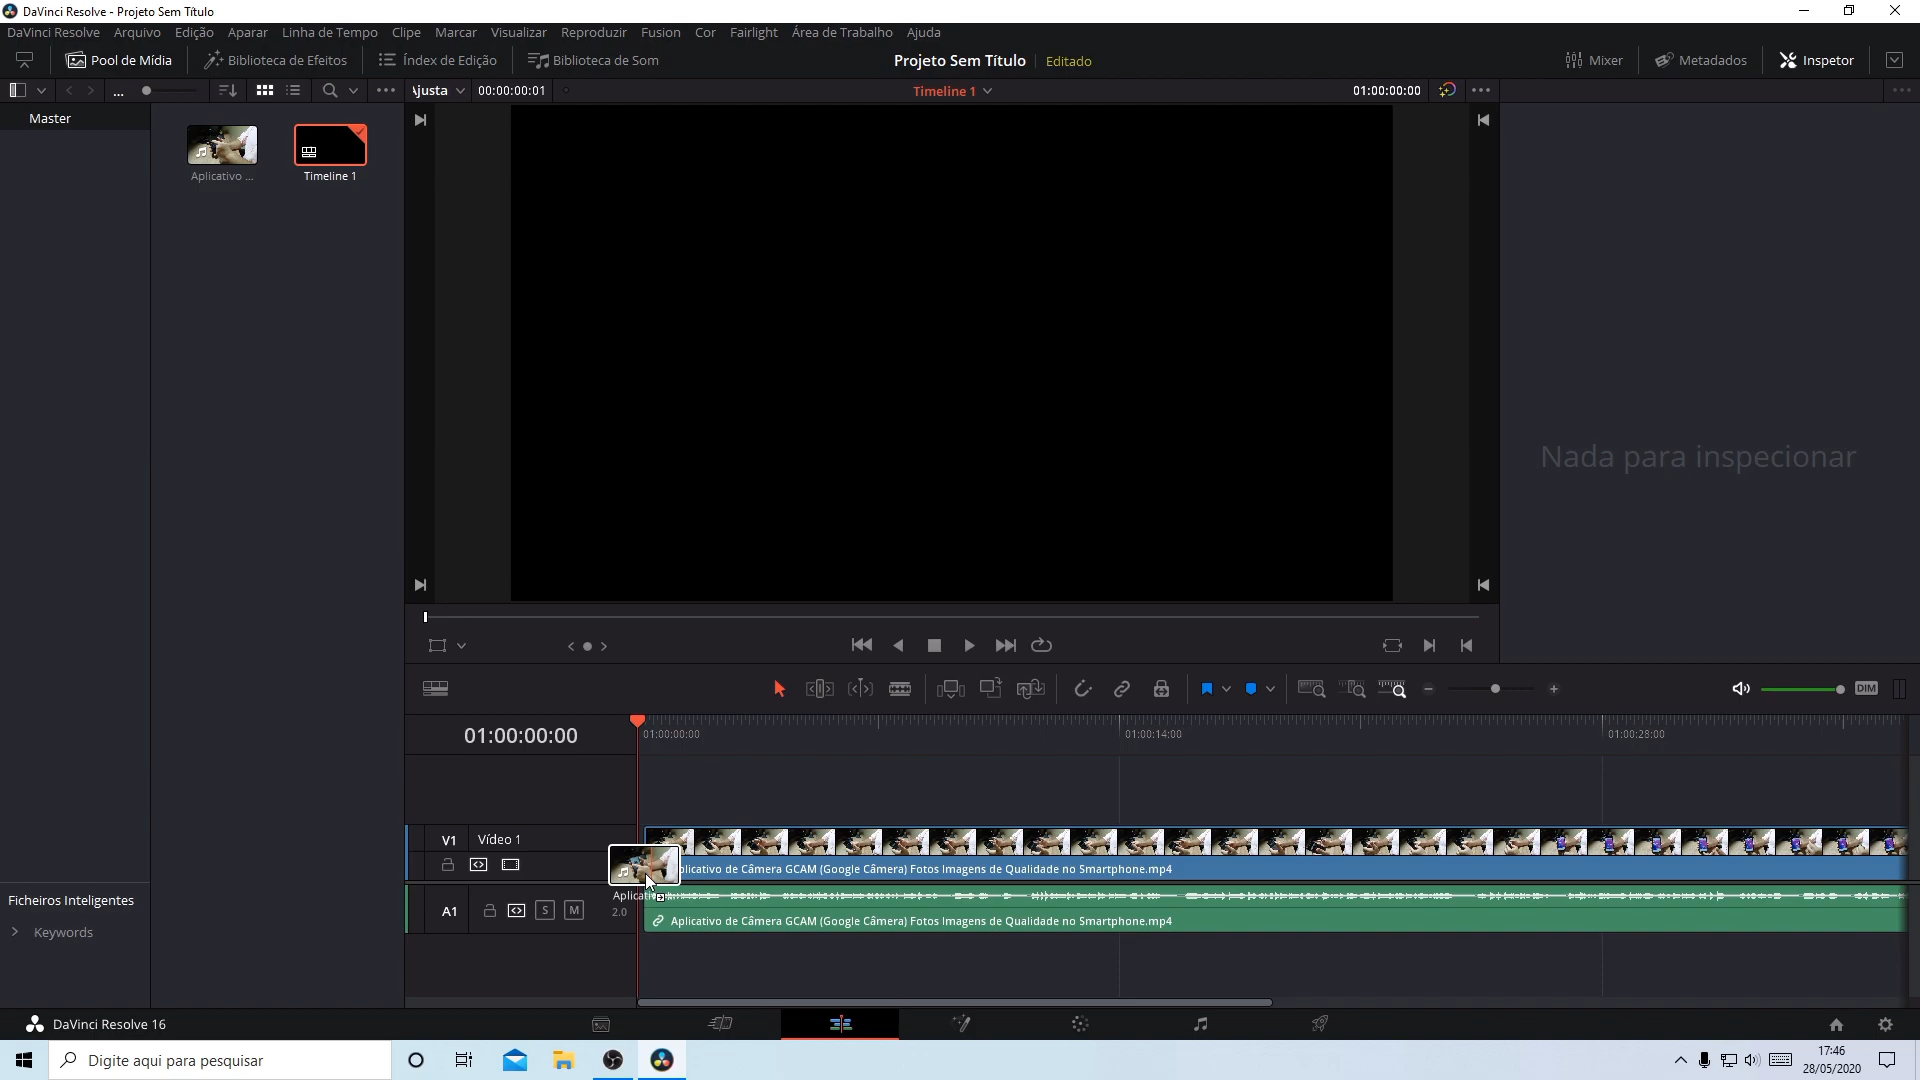 DaVinci Resolve - Projeto Sem Título
DaVinci Resolve Arquivo Edição Aparar Linha de Tempo Clipe Marcar Visualizar Reproduzir Fusion Cor Fairlight Área de Trabalho Ajuda
Pool de Mídia Biblioteca de Efeitos Índice de Edição Biblioteca de Som Projeto Sem Título Editado Mixer Metadados Inspetor
... Ajusta 00:00:00:01 Timeline 1 01:00:00:00
Master
Aplicativo ... Timeline 1
Nada para inspecionar
DIM
01:00:00:00 01:00:00:00 01:00:14:00 01:00:28:00
V1 Vídeo 1
plicativo de Câmera GCAM (Google Câmera) Fotos Imagens de Qualidade no Smartphone.mp4
Ficheiros Inteligentes
A1 S M 2.0
Aplicativo de Câmera GCAM (Google Câmera) Fotos Imagens de Qualidade no Smartphone.mp4
Keywords
DaVinci Resolve 16
Digite aqui para pesquisar
17:46
28/05/2020